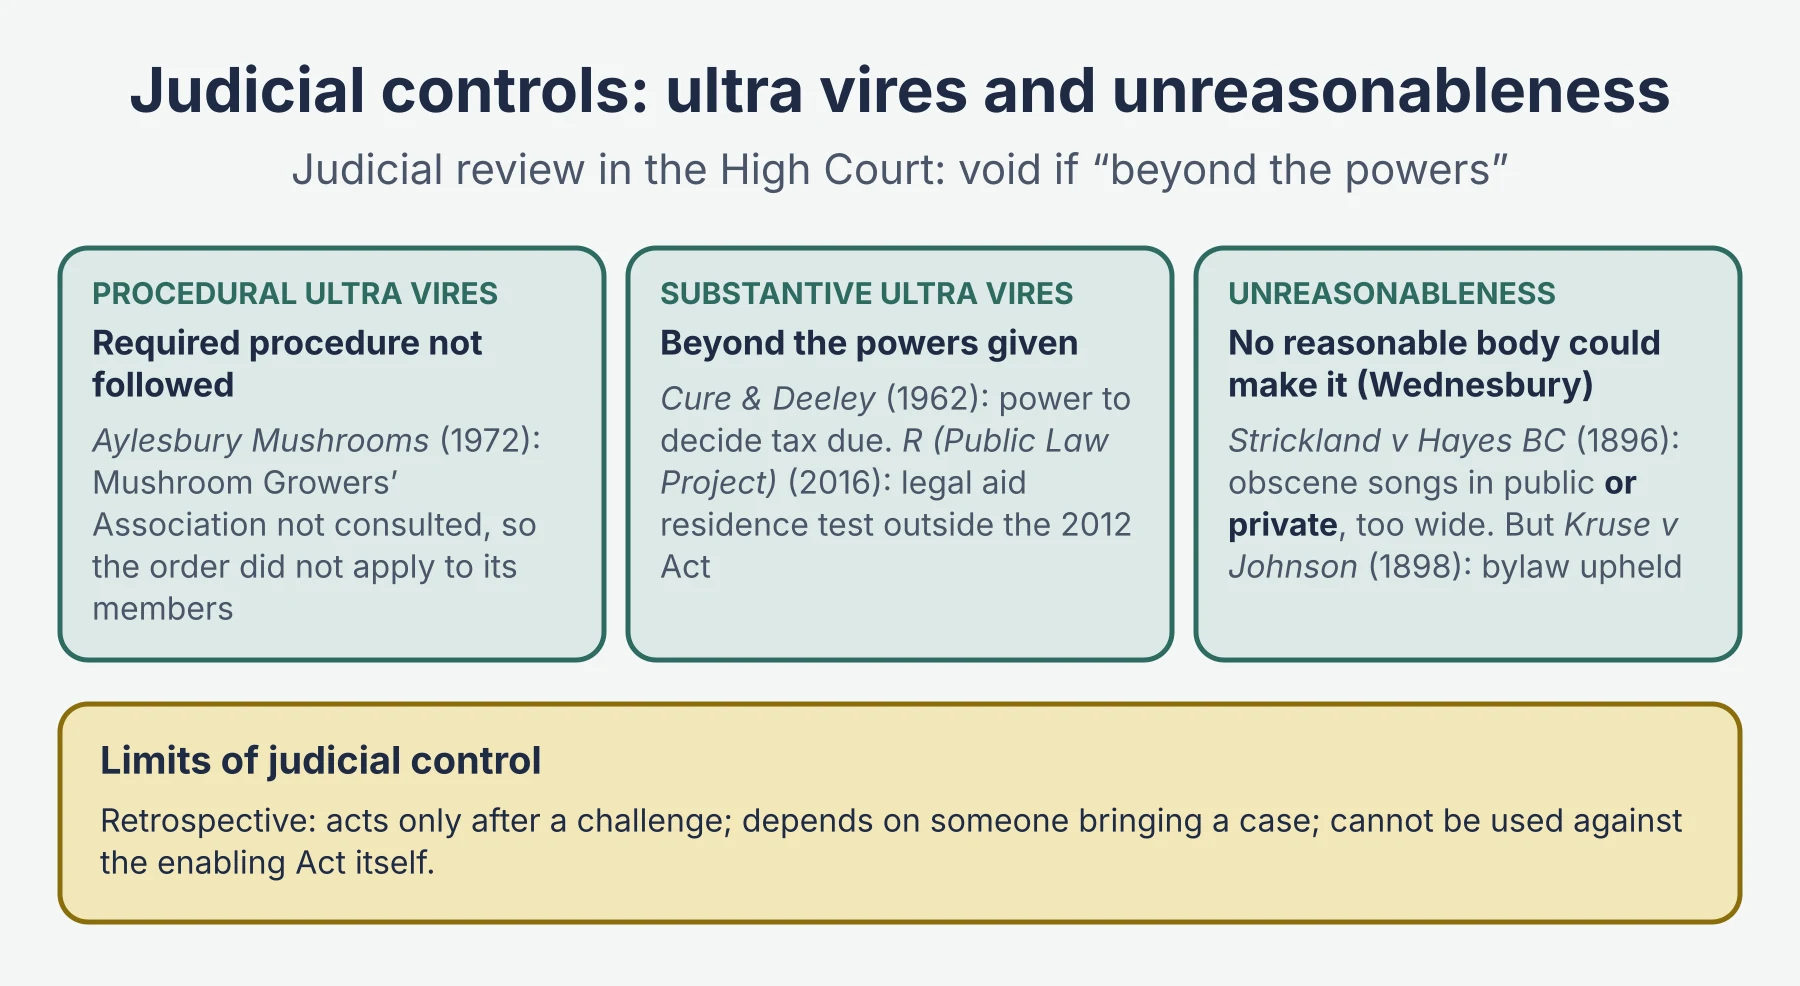 Judicial controls: ultra vires and unreasonableness
Judicial review in the High Court: void if “beyond the powers”
PROCEDURAL ULTRA VIRES
Required procedure not
followed
Aylesbury Mushrooms (1972):
Mushroom Growers’
Association not consulted, so
the order did not apply to its
members
SUBSTANTIVE ULTRA VIRES
Beyond the powers given
Cure & Deeley (1962): power to
decide tax due. R (Public Law
Project) (2016): legal aid
residence test outside the 2012
Act
UNREASONABLENESS
No reasonable body could
make it (Wednesbury)
Strickland v Hayes BC (1896):
obscene songs in public or
private, too wide. But Kruse v
Johnson (1898): bylaw upheld
Limits of judicial control
Retrospective: acts only after a challenge; depends on someone bringing a case; cannot be used against
the enabling Act itself.